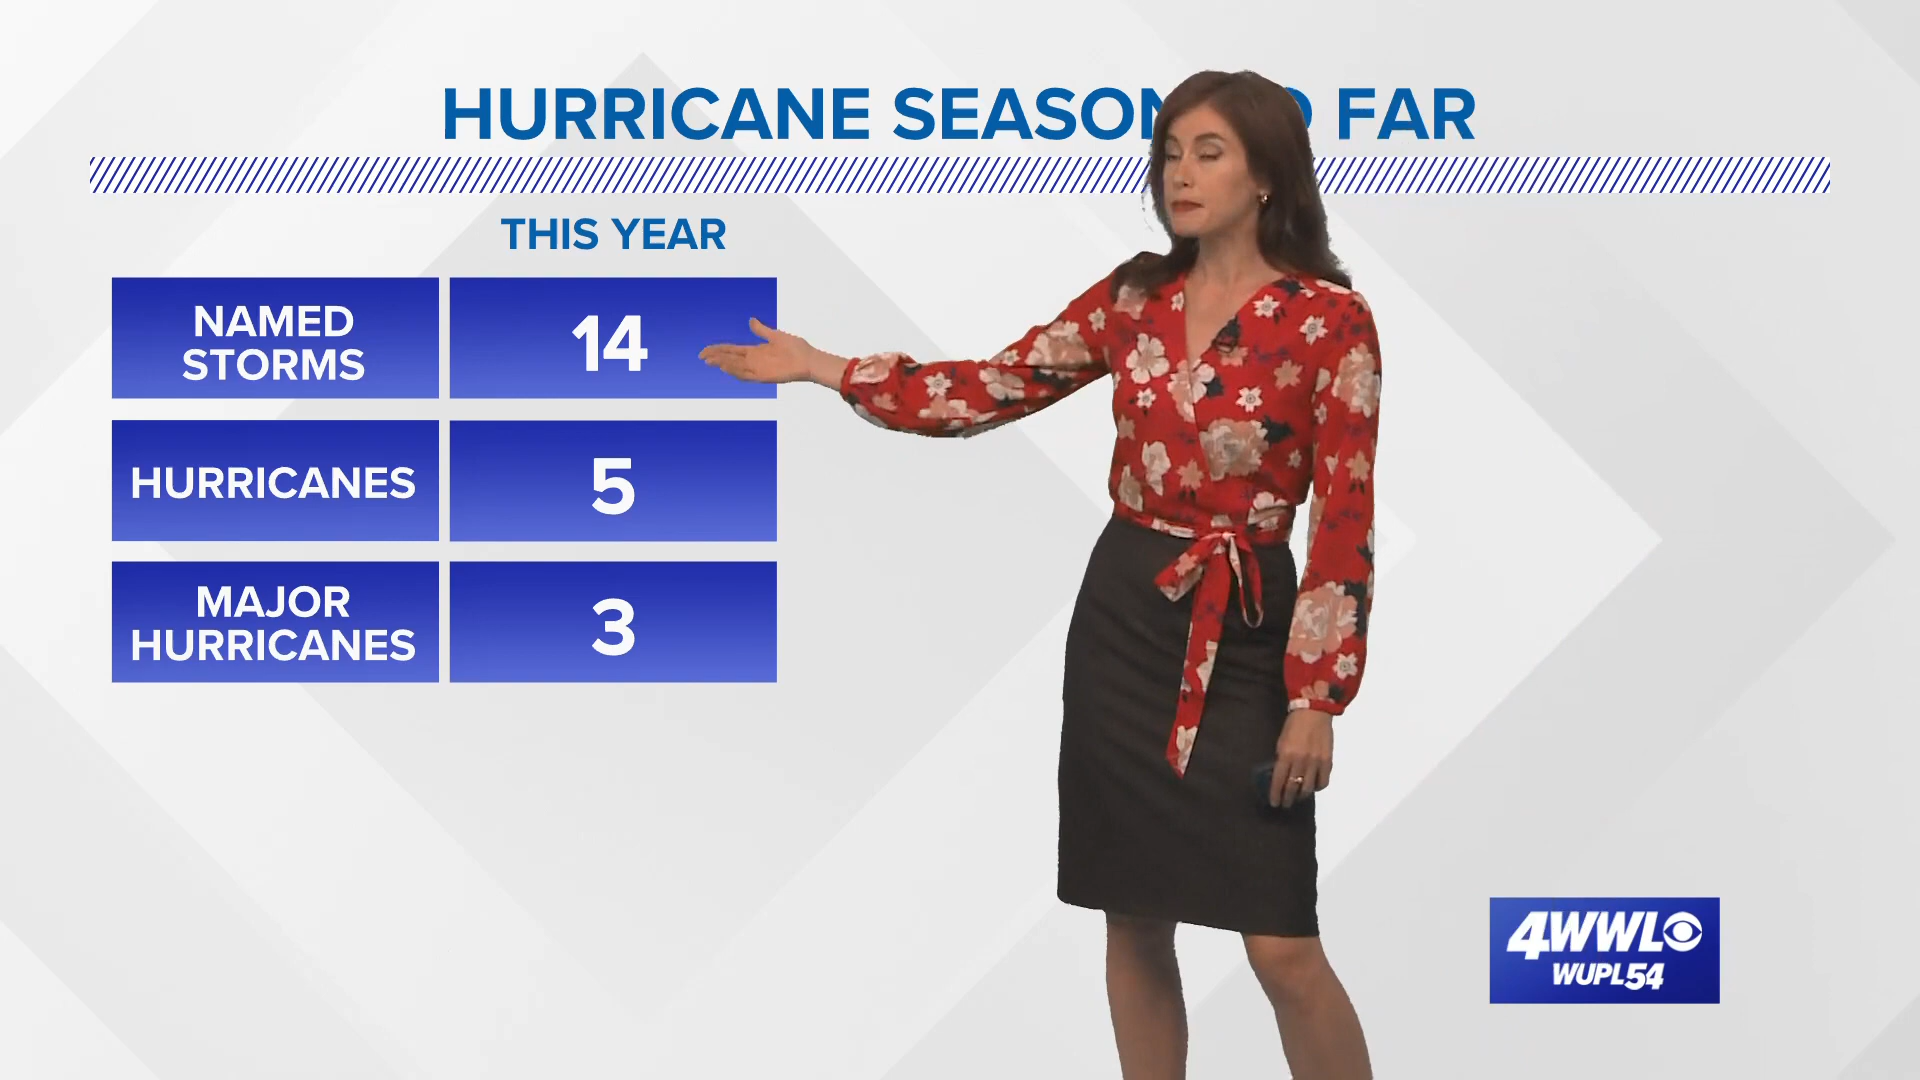 HURRICANE SEASON FAR
THIS YEAR
NAMED
STORMS
14
HURRICANES
5
MAJOR
HURRICANES
3
4WWL
WUPL54